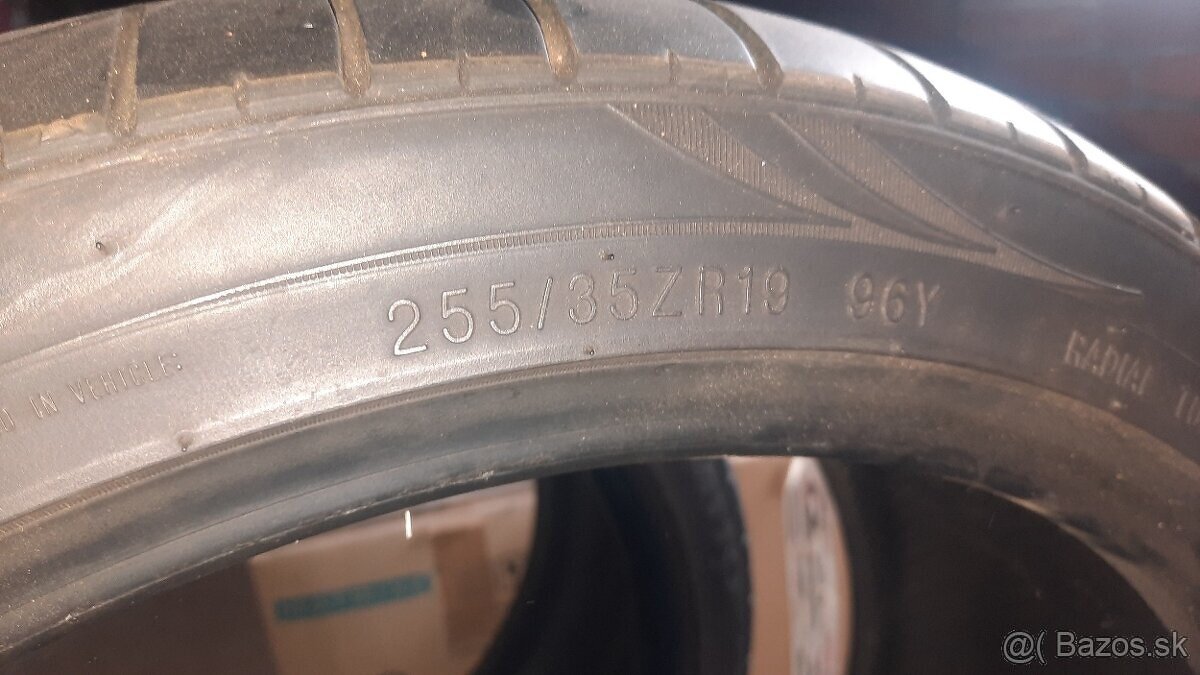 255/35ZR19 96Y
IN VEHICLE:
RADIAL
@( Bazos.sk